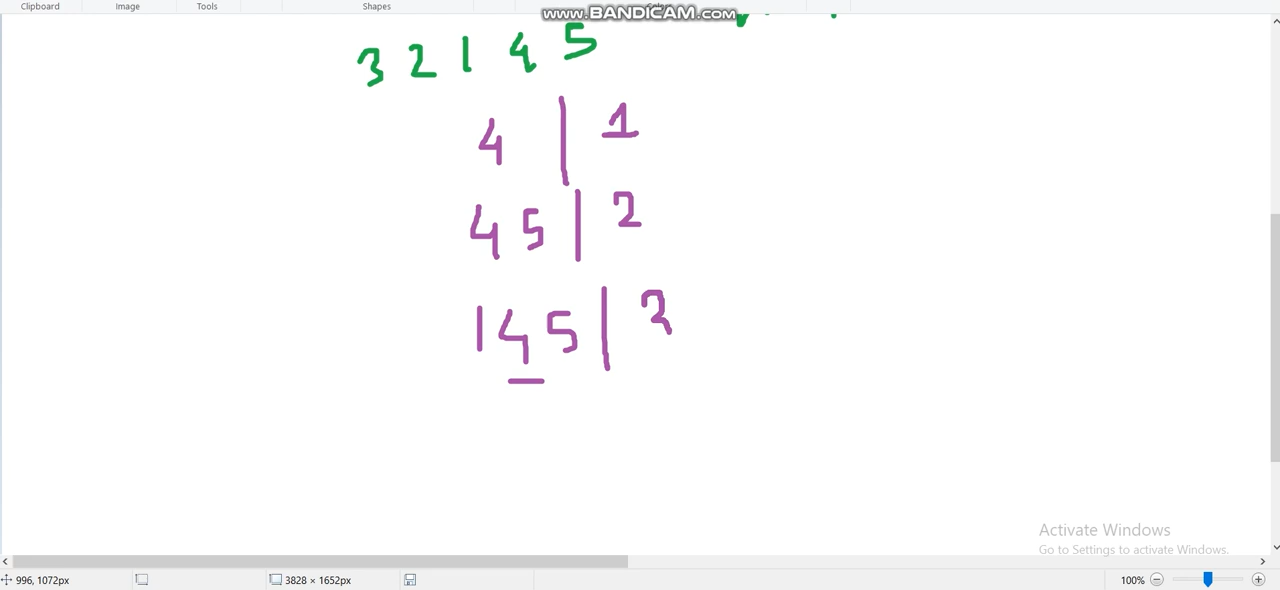 Clipboard Image Tools Shapes
www.BANDICAM.com
3 2 1 4 5
4 | 1
4 5 | 2
1 4 5 |
Activate Windows
Go to Settings to activate Windows.
996, 1072px 3828 × 1652px 100%